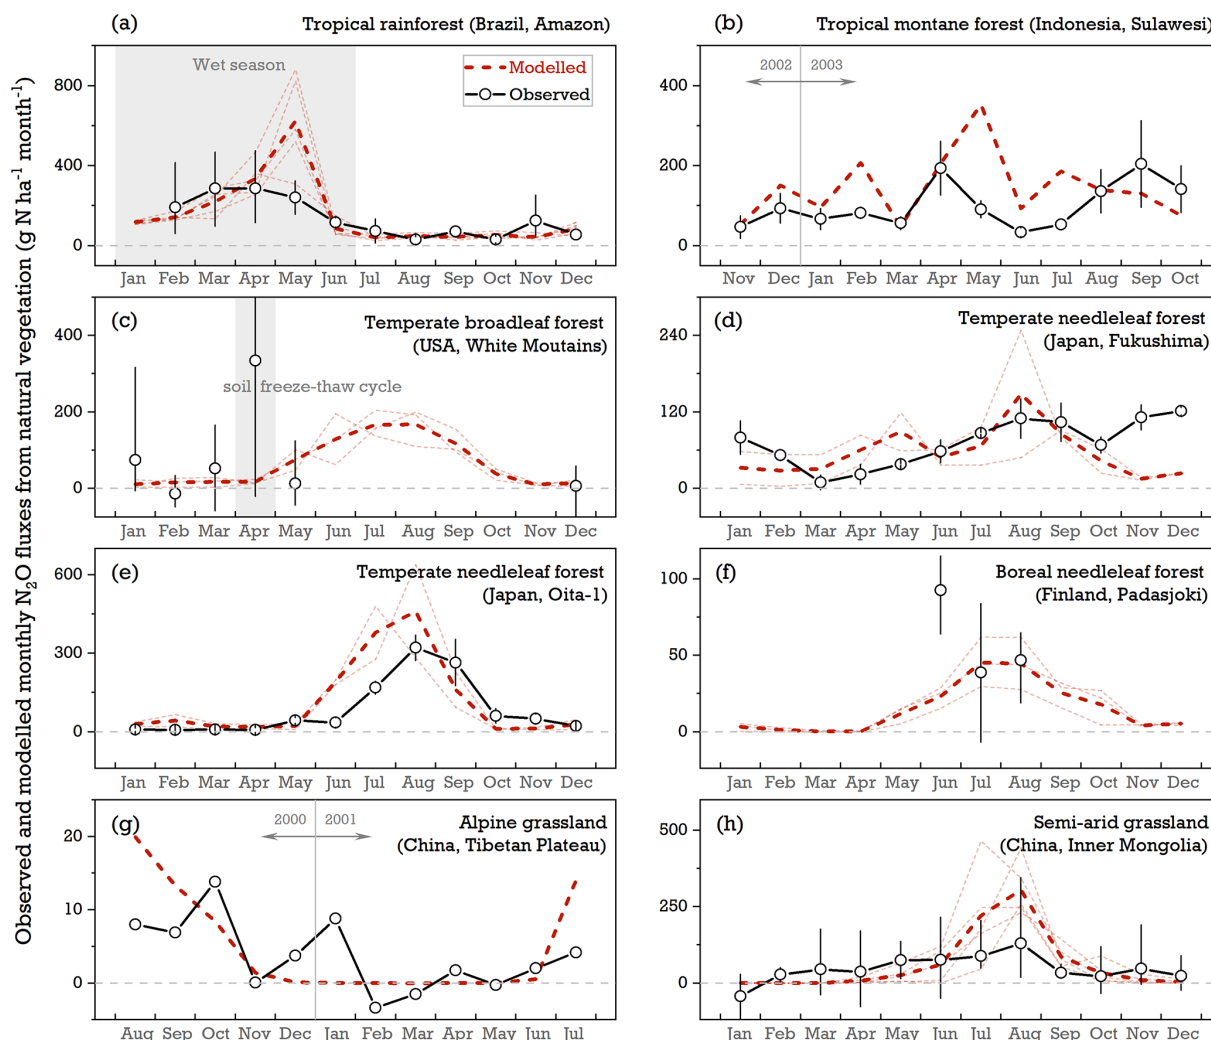 Observed and modelled monthly N₂O fluxes from natural vegetation (g N ha⁻¹ month⁻¹)
(a)
Tropical rainforest (Brazil, Amazon)
Wet season
Modelled
Observed
800
400
0
Jan Feb Mar Apr May Jun Jul Aug Sep Oct Nov Dec
(b)
Tropical montane forest (Indonesia, Sulawesi)
2002 2003
400
200
0
Nov Dec Jan Feb Mar Apr May Jun Jul Aug Sep Oct
(c)
Temperate broadleaf forest
(USA, White Moutains)
soil freeze-thaw cycle
400
200
0
Jan Feb Mar Apr May Jun Jul Aug Sep Oct Nov Dec
(d)
Temperate needleleaf forest
(Japan, Fukushima)
240
120
0
Jan Feb Mar Apr May Jun Jul Aug Sep Oct Nov Dec
(e)
Temperate needleleaf forest
(Japan, Oita-1)
600
300
0
Jan Feb Mar Apr May Jun Jul Aug Sep Oct Nov Dec
(f)
Boreal needleleaf forest
(Finland, Padasjoki)
100
50
0
Jan Feb Mar Apr May Jun Jul Aug Sep Oct Nov Dec
(g)
2000 2001
Alpine grassland
(China, Tibetan Plateau)
20
10
0
Aug Sep Oct Nov Dec Jan Feb Mar Apr May Jun Jul
(h)
Semi-arid grassland
(China, Inner Mongolia)
500
250
0
Jan Feb Mar Apr May Jun Jul Aug Sep Oct Nov Dec